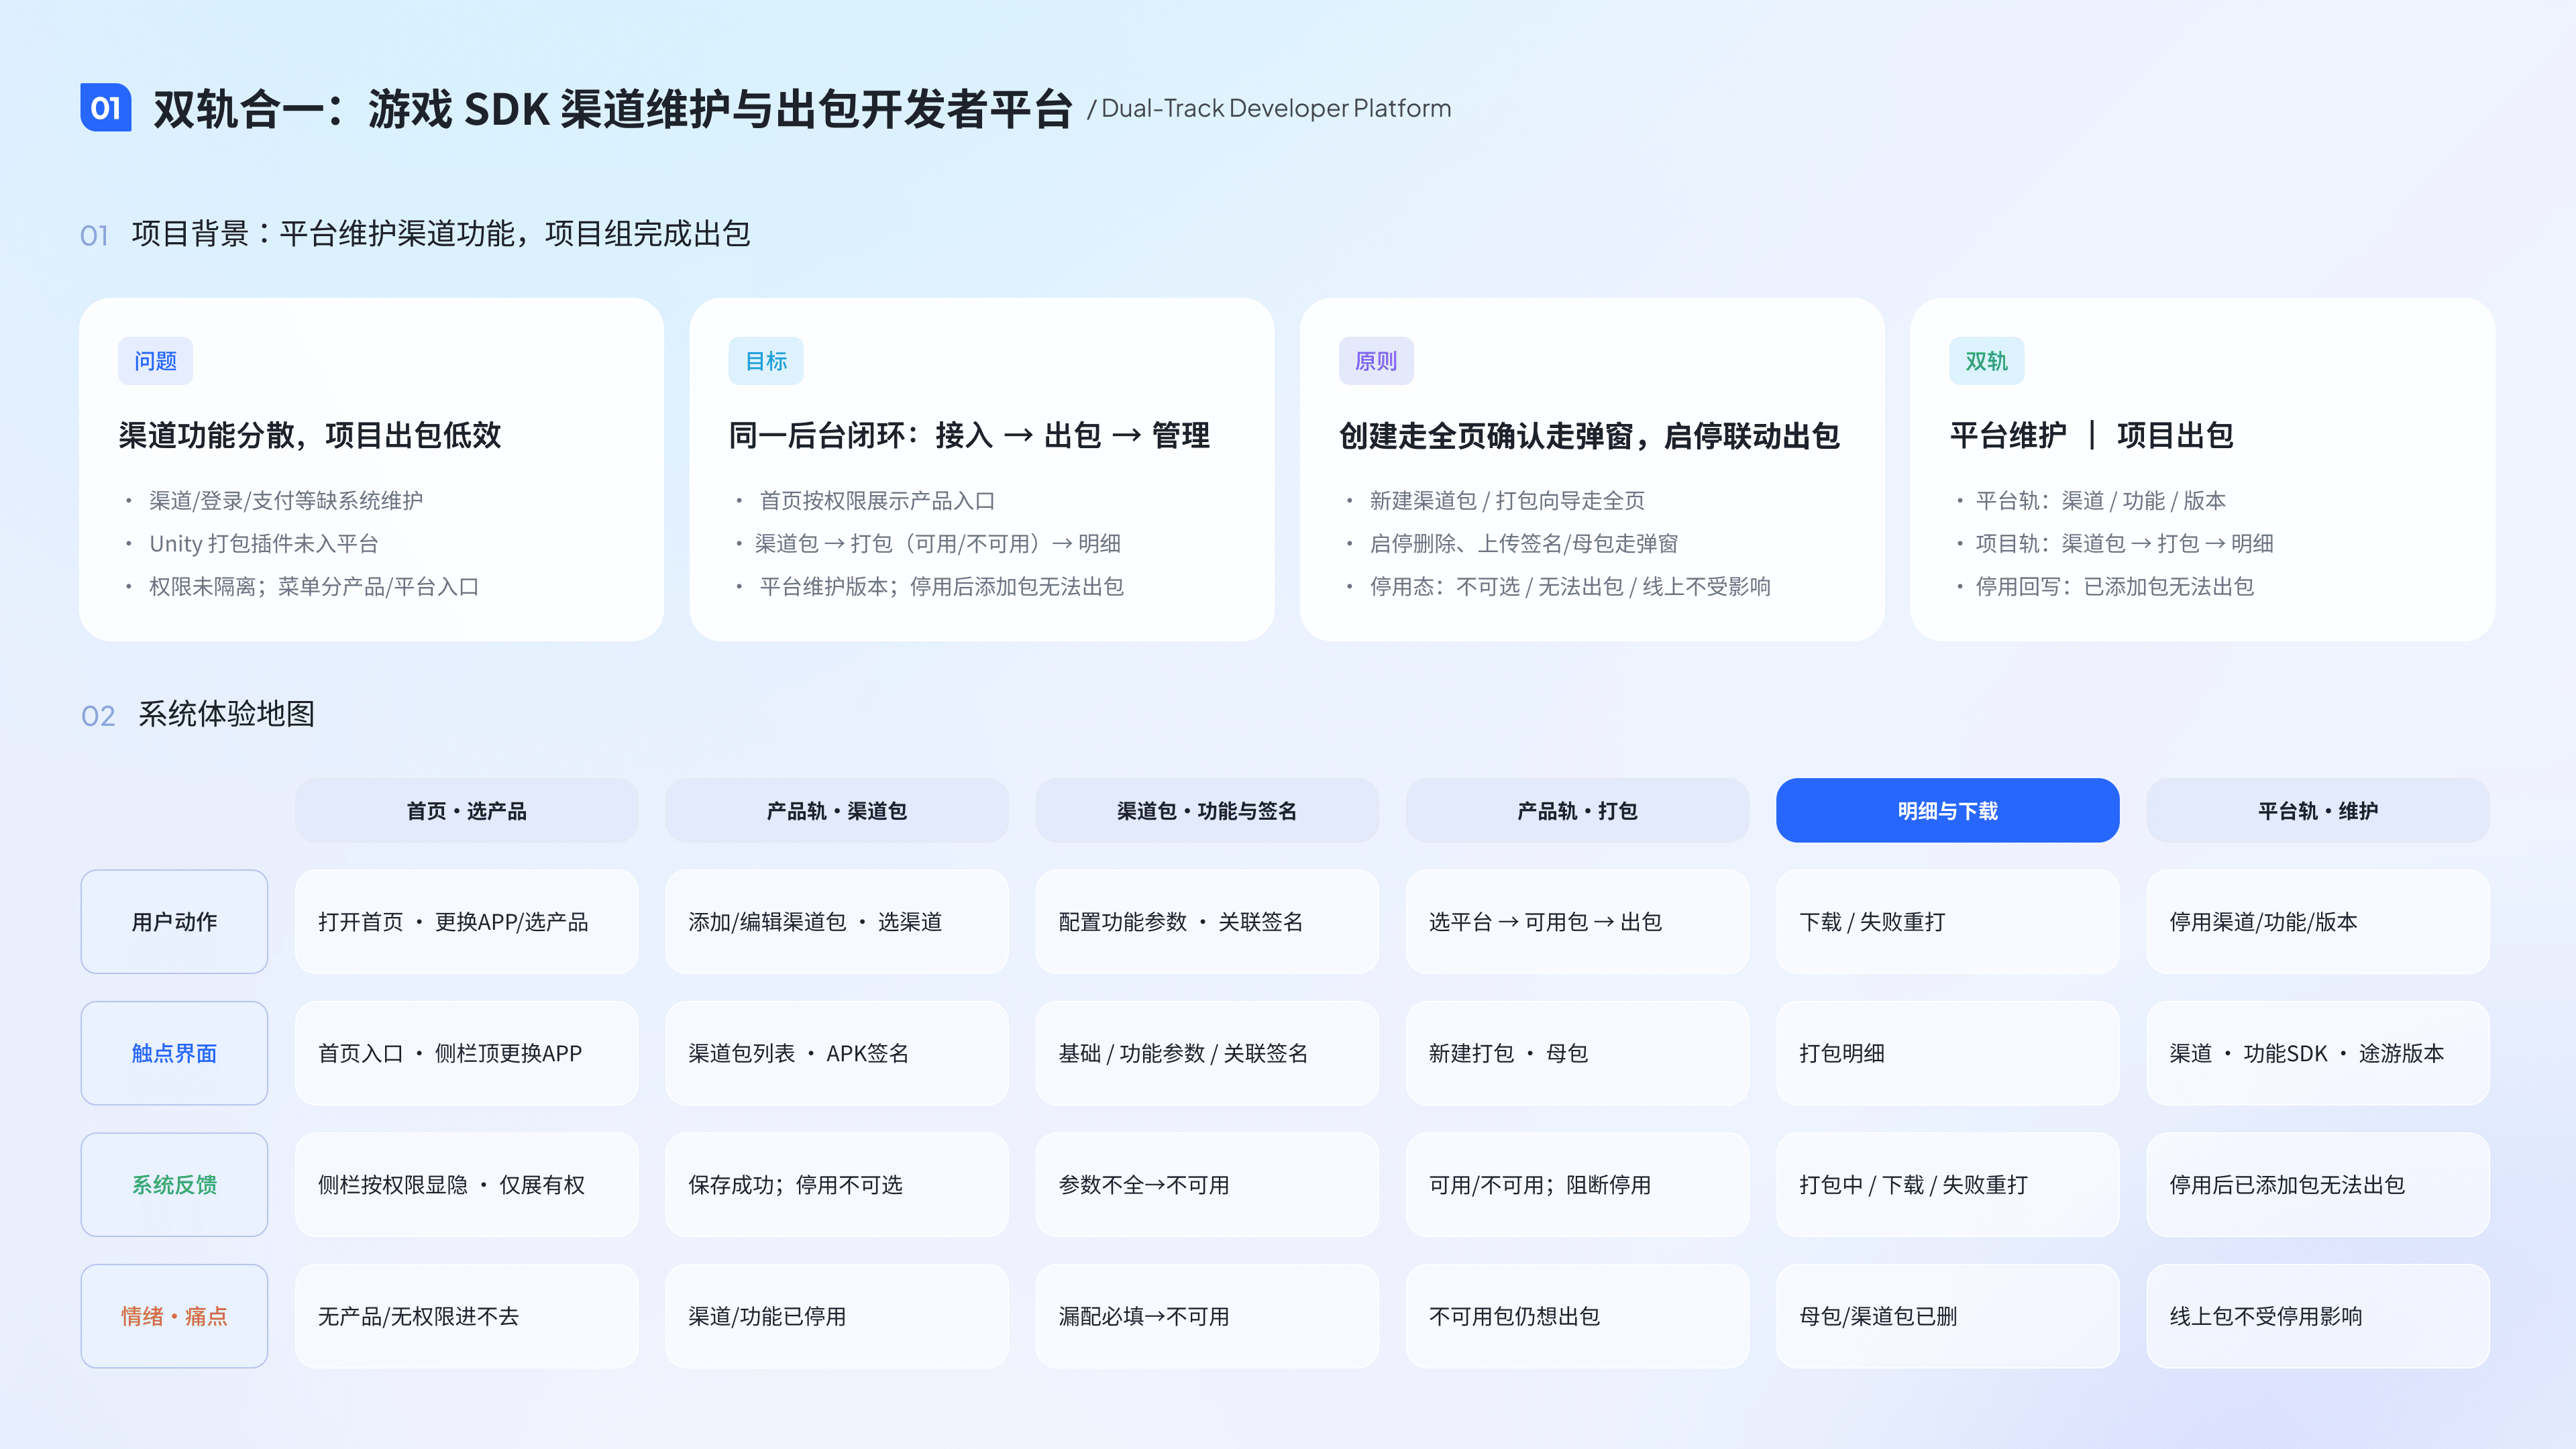 01 双轨合一：游戏 SDK 渠道维护与出包开发者平台 / Dual-Track Developer Platform
01 项目背景：平台维护渠道功能，项目组完成出包
问题
渠道功能分散，项目出包低效
• 渠道/登录/支付等缺系统维护
• Unity 打包插件未入平台
• 权限未隔离；菜单分产品/平台入口
目标
同一后台闭环：接入 → 出包 → 管理
• 首页按权限展示产品入口
• 渠道包 → 打包（可用/不可用）→ 明细
• 平台维护版本；停用后添加包无法出包
原则
创建走全页确认走弹窗，启停联动出包
• 新建渠道包 / 打包向导走全页
• 启停删除、上传签名/母包走弹窗
• 停用态：不可选 / 无法出包 / 线上不受影响
双轨
平台维护 ｜ 项目出包
• 平台轨：渠道 / 功能 / 版本
• 项目轨：渠道包 → 打包 → 明细
• 停用回写：已添加包无法出包
02 系统体验地图
首页・选产品
产品轨・渠道包
渠道包・功能与签名
产品轨・打包
明细与下载
平台轨・维护
用户动作
打开首页 · 更换APP/选产品
添加/编辑渠道包 · 选渠道
配置功能参数 · 关联签名
选平台 → 可用包 → 出包
下载 / 失败重打
停用渠道/功能/版本
触点界面
首页入口 · 侧栏顶更换APP
渠道包列表 · APK签名
基础 / 功能参数 / 关联签名
新建打包 · 母包
打包明细
渠道 · 功能SDK · 途游版本
系统反馈
侧栏按权限显隐 · 仅展有权
保存成功；停用不可选
参数不全→不可用
可用/不可用；阻断停用
打包中 / 下载 / 失败重打
停用后已添加包无法出包
情绪・痛点
无产品/无权限进不去
渠道/功能已停用
漏配必填→不可用
不可用包仍想出包
母包/渠道包已删
线上包不受停用影响